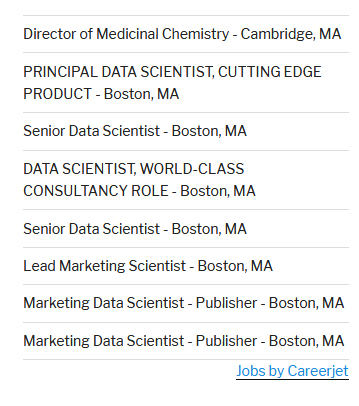 Director of Medicinal Chemistry - Cambridge, MA
PRINCIPAL DATA SCIENTIST, CUTTING EDGE
PRODUCT - Boston, MA
Senior Data Scientist - Boston, MA
DATA SCIENTIST, WORLD-CLASS
CONSULTANCY ROLE - Boston, MA
Senior Data Scientist - Boston, MA
Lead Marketing Scientist - Boston, MA
Marketing Data Scientist - Publisher - Boston, MA
Marketing Data Scientist - Publisher - Boston, MA
Jobs by Careerjet